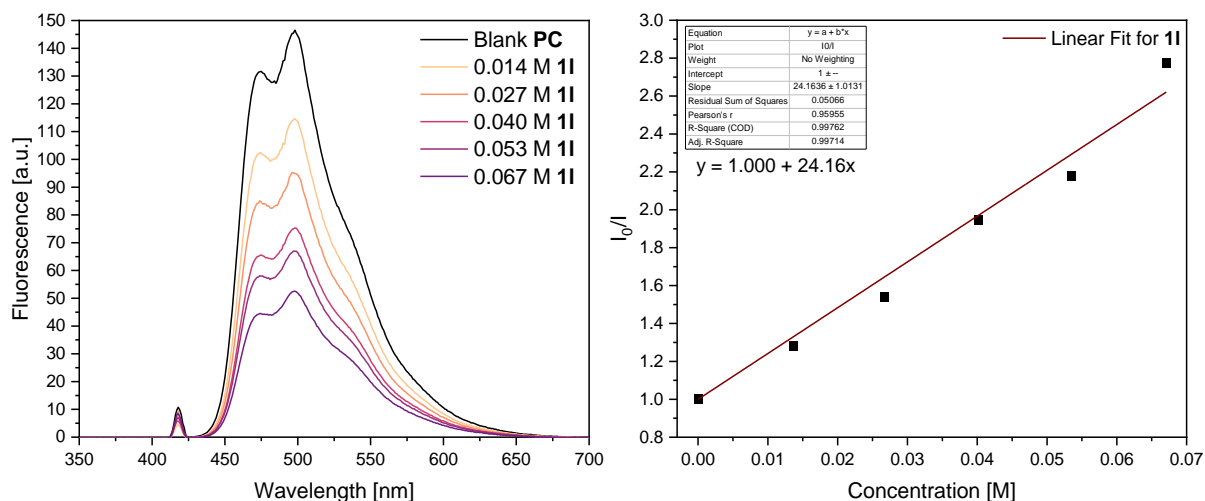 150
140
130
120
110
100
90
80
70
60
50
40
30
20
10
0
Fluorescence [a.u.]
Blank PC
0.014 M 1l
0.027 M 1l
0.040 M 1l
0.053 M 1l
0.067 M 1l
350 400 450 500 550 600 650 700
Wavelength [nm]
3.0
2.8
2.6
2.4
2.2
2.0
1.8
1.6
1.4
1.2
1.0
0.8
I0/I
Equation y = a + b*x
Plot I0/I
Weight No Weighting
Intercept 1 ± --
Slope 24.1636 ± 1.0131
Residual Sum of Squares 0.05066
Pearson's r 0.95955
R-Square (COD) 0.99762
Adj. R-Square 0.99714
y = 1.000 + 24.16x
Linear Fit for 1l
0.00 0.01 0.02 0.03 0.04 0.05 0.06 0.07
Concentration [M]